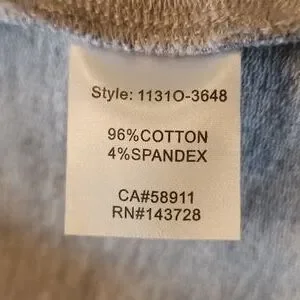 Style: 1131O-3648
96%COTTON
4%SPANDEX
CA#58911
RN#143728